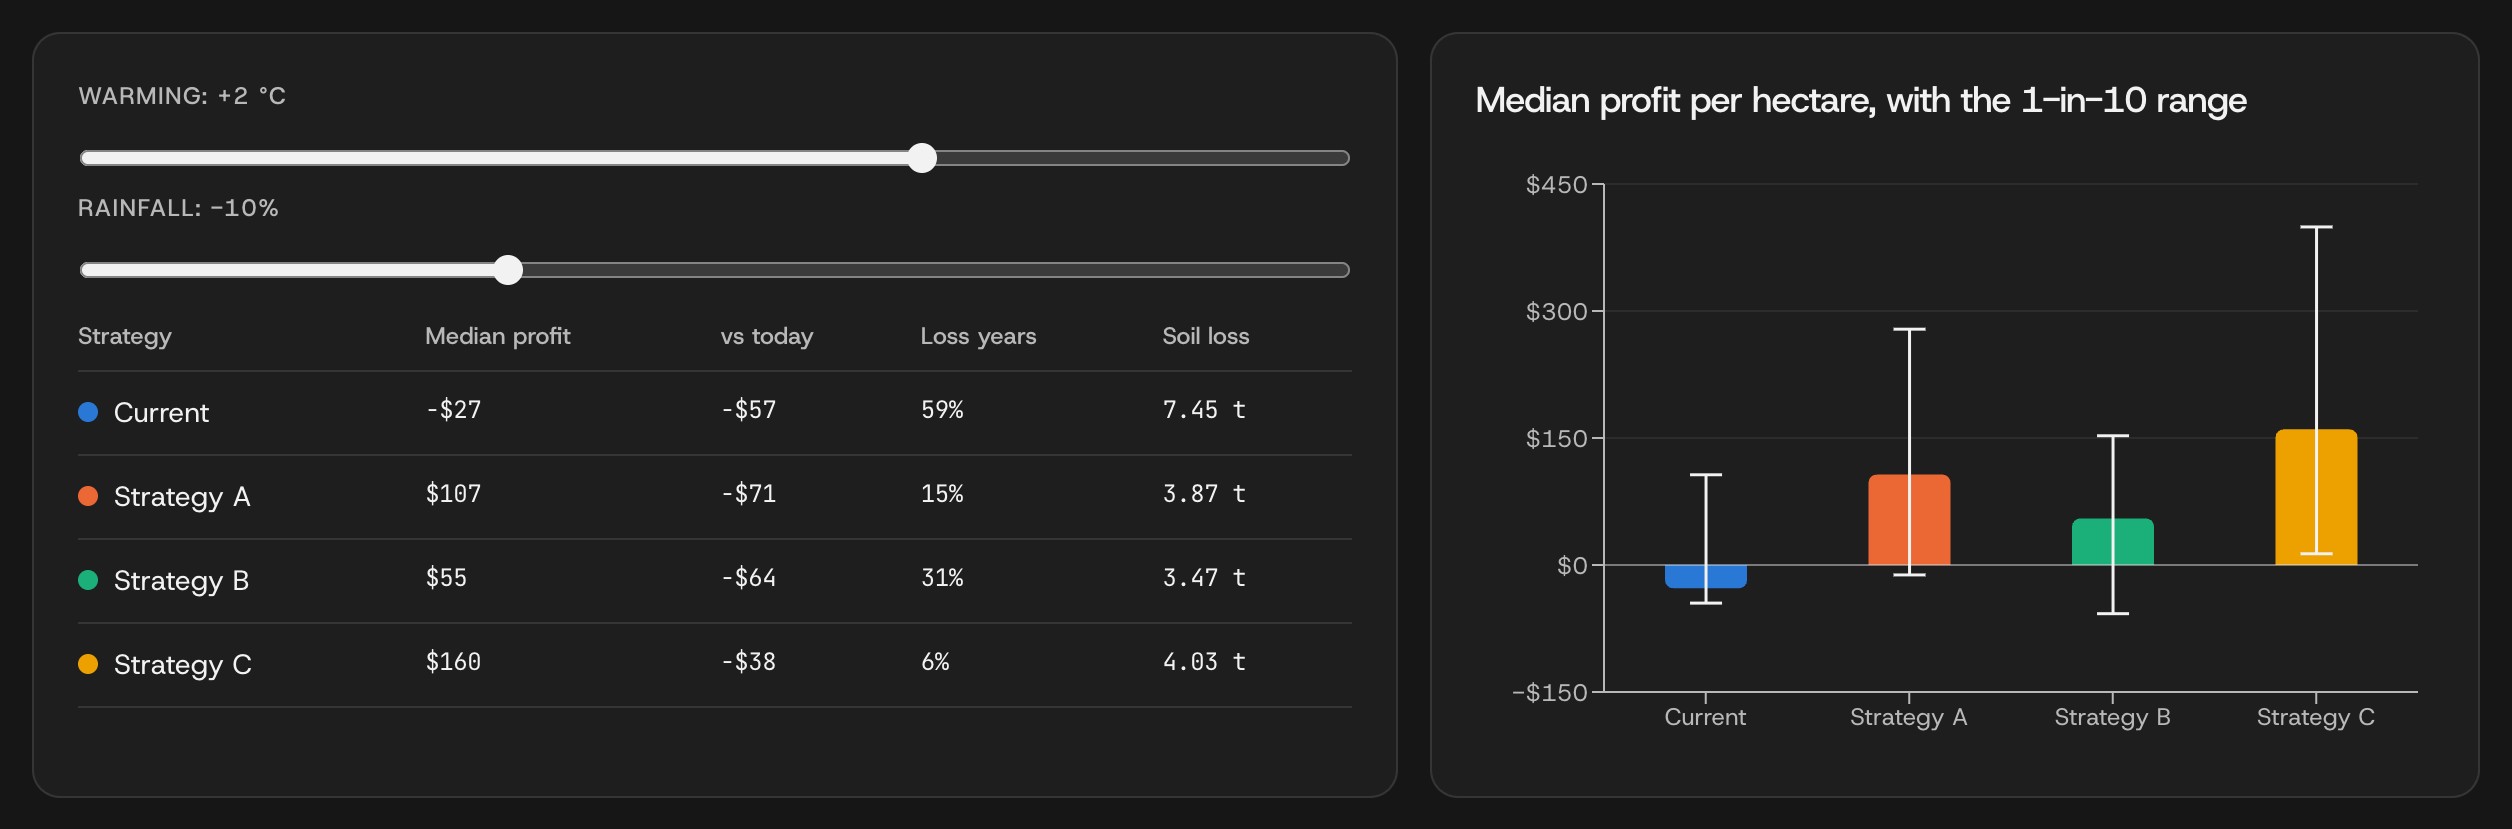 WARMING: +2 °C
RAINFALL: −10%
Strategy Median profit vs today Loss years Soil loss
Current -$27 -$57 59% 7.45 t
Strategy A $107 -$71 15% 3.87 t
Strategy B $55 -$64 31% 3.47 t
Strategy C $160 -$38 6% 4.03 t
Median profit per hectare, with the 1–in–10 range
$450
$300
$150
$0
−$150
Current Strategy A Strategy B Strategy C